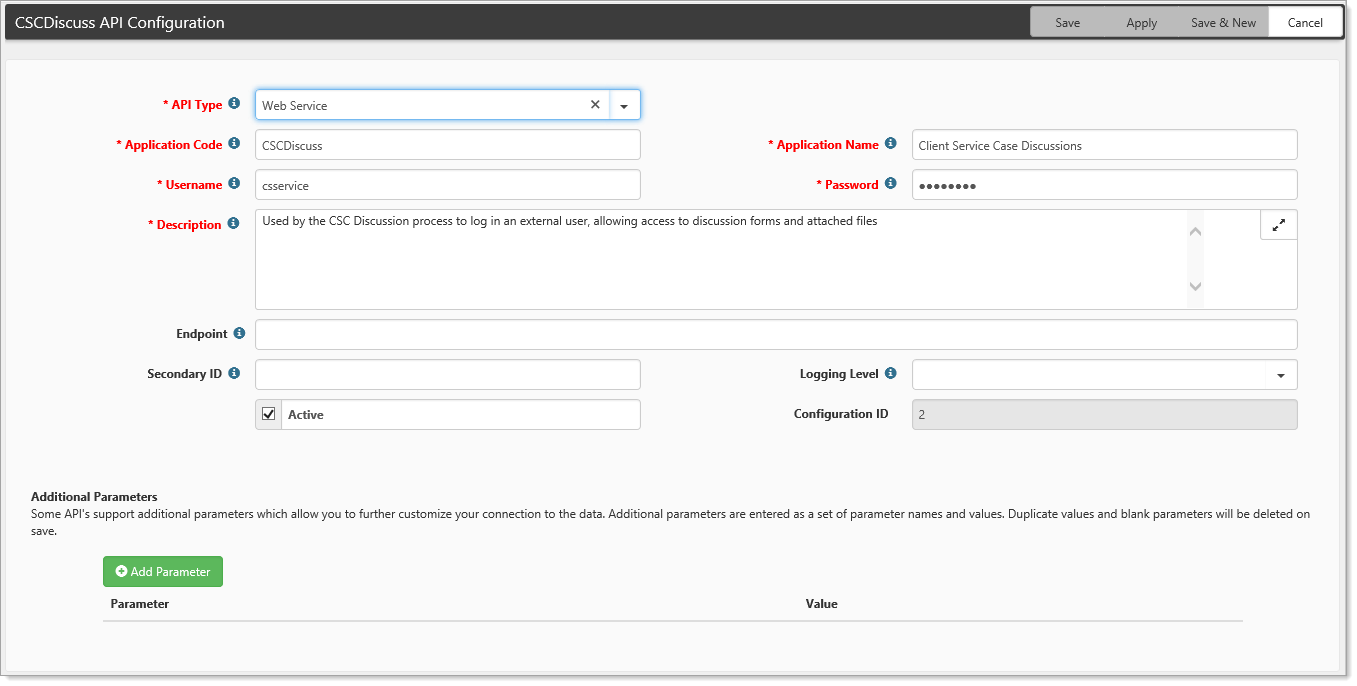 CSCDiscuss API Configuration
Save Apply Save & New Cancel
* API Type Web Service
* Application Code CSCDiscuss * Application Name Client Service Case Discussions
* Username csservice * Password ●●●●●●●●
* Description Used by the CSC Discussion process to log in an external user, allowing access to discussion forms and attached files
Endpoint
Secondary ID Logging Level
Active Configuration ID 2
Additional Parameters
Some API's support additional parameters which allow you to further customize your connection to the data. Additional parameters are entered as a set of parameter names and values. Duplicate values and blank parameters will be deleted on
save.
Add Parameter
Parameter Value